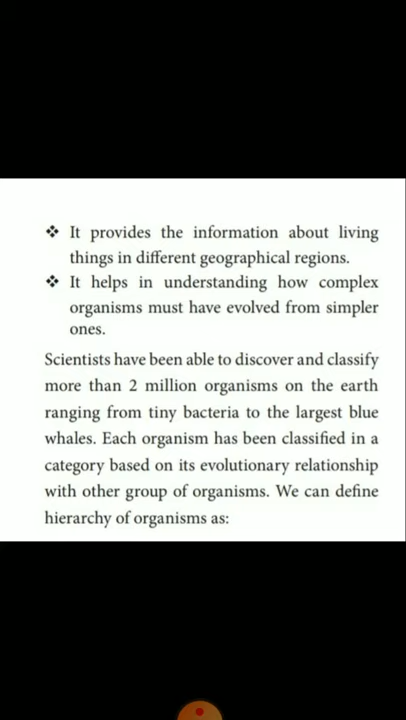 ❖ It provides the information about living
things in different geographical regions.
❖ It helps in understanding how complex
organisms must have evolved from simpler
ones.
Scientists have been able to discover and classify
more than 2 million organisms on the earth
ranging from tiny bacteria to the largest blue
whales. Each organism has been classified in a
category based on its evolutionary relationship
with other group of organisms. We can define
hierarchy of organisms as: